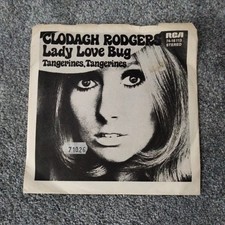 CLODAGH RODGERS
Lady Love Bug
Tangerines, Tangerines
RCA
STEREO